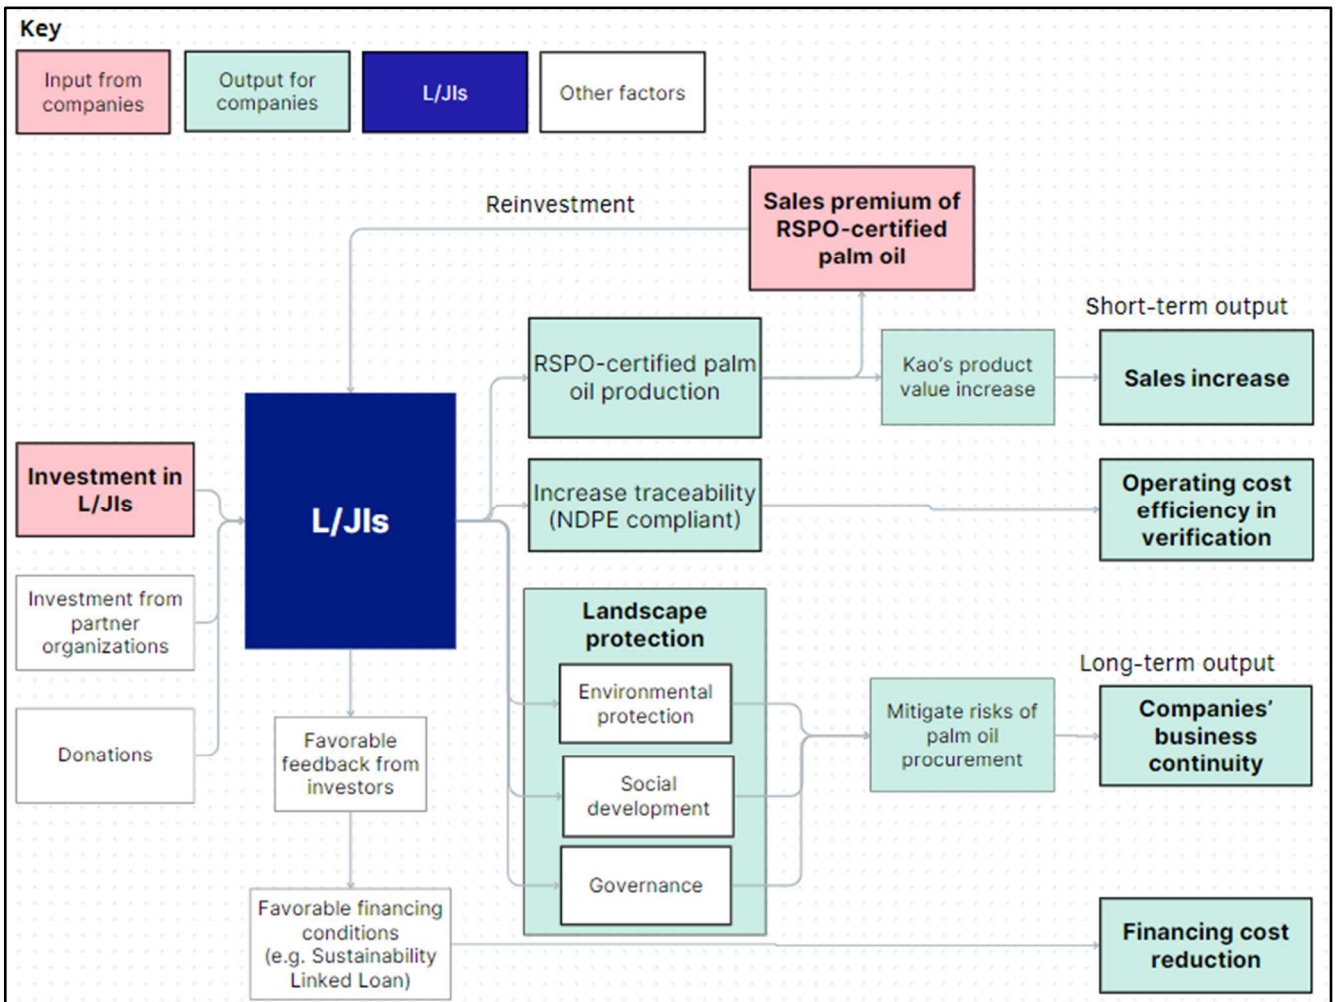 Key
Input from
companies
Output for
companies
L/JIs
Other factors
Reinvestment
Sales premium of
RSPO-certified
palm oil
Short-term output
RSPO-certified palm
oil production
Kao's product
value increase
Sales increase
Investment in
L/JIs
L/JIs
Increase traceability
(NDPE compliant)
Operating cost
efficiency in
verification
Investment from
partner
organizations
Landscape
protection
Long-term output
Environmental
protection
Mitigate risks of
palm oil
procurement
Companies'
business
continuity
Donations
Favorable
feedback from
investors
Social
development
Governance
Favorable financing
conditions
(e.g. Sustainability
Linked Loan)
Financing cost
reduction